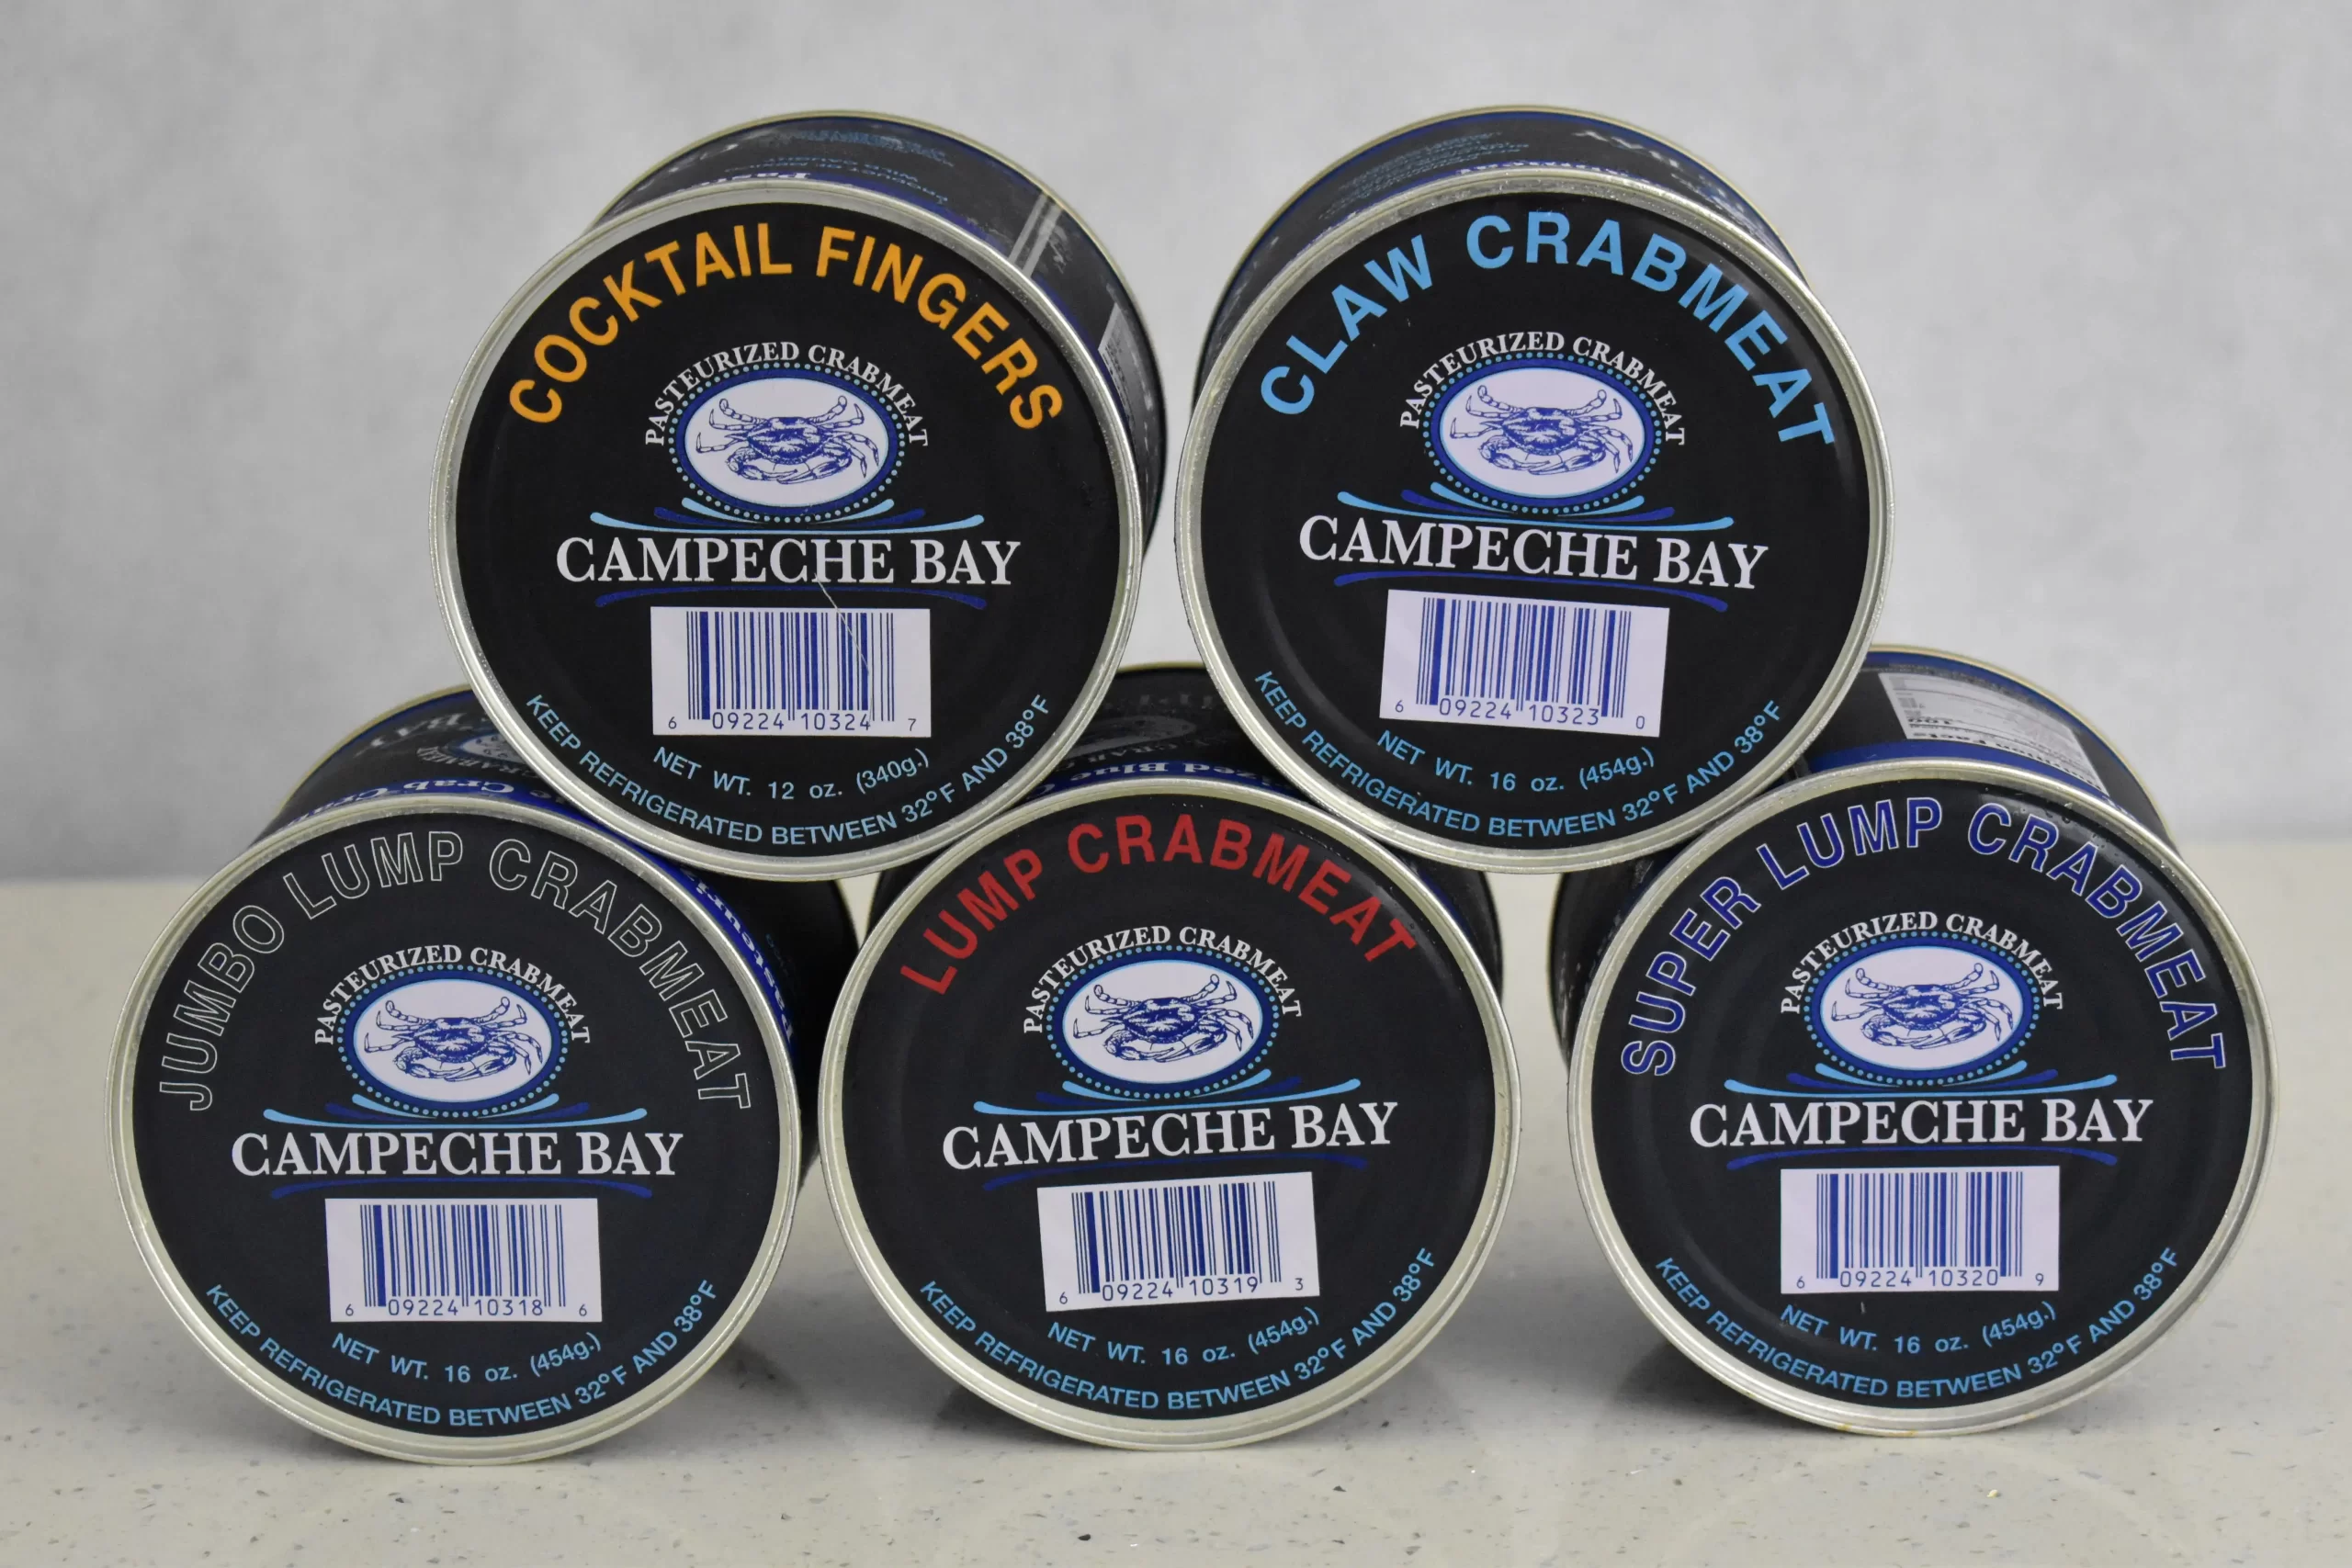 COCKTAIL FINGERS
PASTEURIZED CRABMEAT
CAMPECHE BAY
6 09224 10324 7
NET WT. 12 oz. (340g.)
KEEP REFRIGERATED BETWEEN 32°F AND 38°F
CLAW CRABMEAT
PASTEURIZED CRABMEAT
CAMPECHE BAY
6 09224 10323 0
NET WT. 16 oz. (454g.)
KEEP REFRIGERATED BETWEEN 32°F AND 38°F
JUMBO LUMP CRABMEAT
PASTEURIZED CRABMEAT
CAMPECHE BAY
6 09224 10318 6
NET WT. 16 oz. (454g.)
KEEP REFRIGERATED BETWEEN 32°F AND 38°F
LUMP CRABMEAT
PASTEURIZED CRABMEAT
CAMPECHE BAY
6 09224 10319 3
NET WT. 16 oz. (454g.)
KEEP REFRIGERATED BETWEEN 32°F AND 38°F
SUPER LUMP CRABMEAT
PASTEURIZED CRABMEAT
CAMPECHE BAY
6 09224 10320 9
NET WT. 16 oz. (454g.)
KEEP REFRIGERATED BETWEEN 32°F AND 38°F